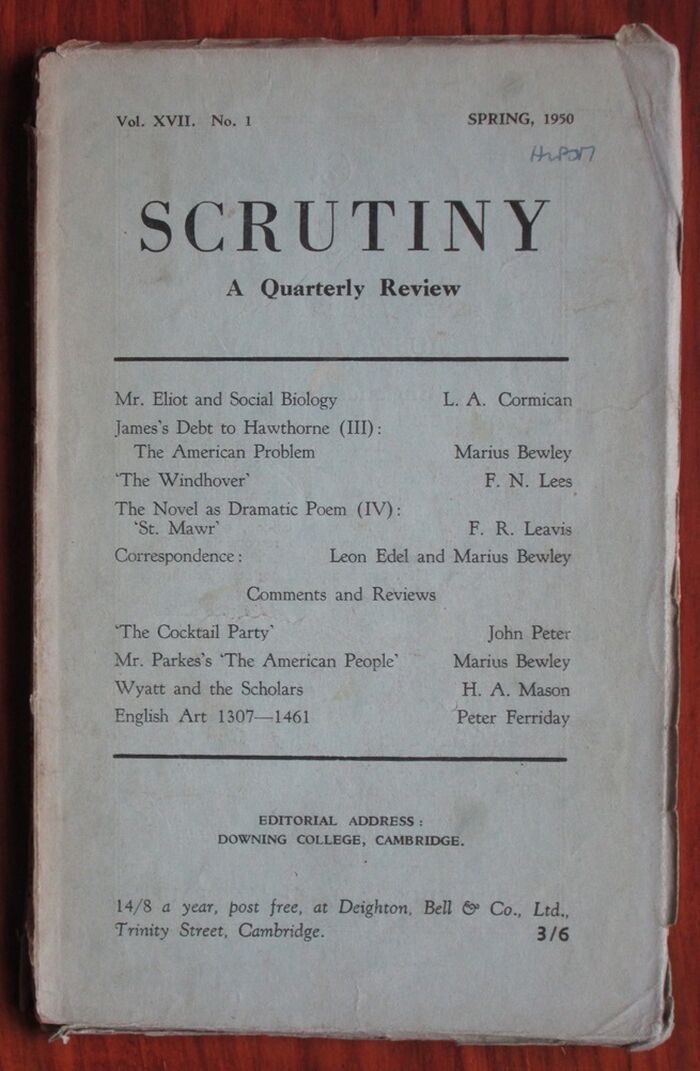 Vol. XVII. No. 1 SPRING, 1950
SCRUTINY
A Quarterly Review
Mr. Eliot and Social Biology L. A. Cormican
James's Debt to Hawthorne (III):
The American Problem Marius Bewley
'The Windhover' F. N. Lees
The Novel as Dramatic Poem (IV):
'St. Mawr' F. R. Leavis
Correspondence: Leon Edel and Marius Bewley
Comments and Reviews
'The Cocktail Party' John Peter
Mr. Parkes's 'The American People' Marius Bewley
Wyatt and the Scholars H. A. Mason
English Art 1307—1461 Peter Ferriday
EDITORIAL ADDRESS:
DOWNING COLLEGE, CAMBRIDGE.
14/8 a year, post free, at Deighton, Bell & Co., Ltd.,
Trinity Street, Cambridge. 3/6